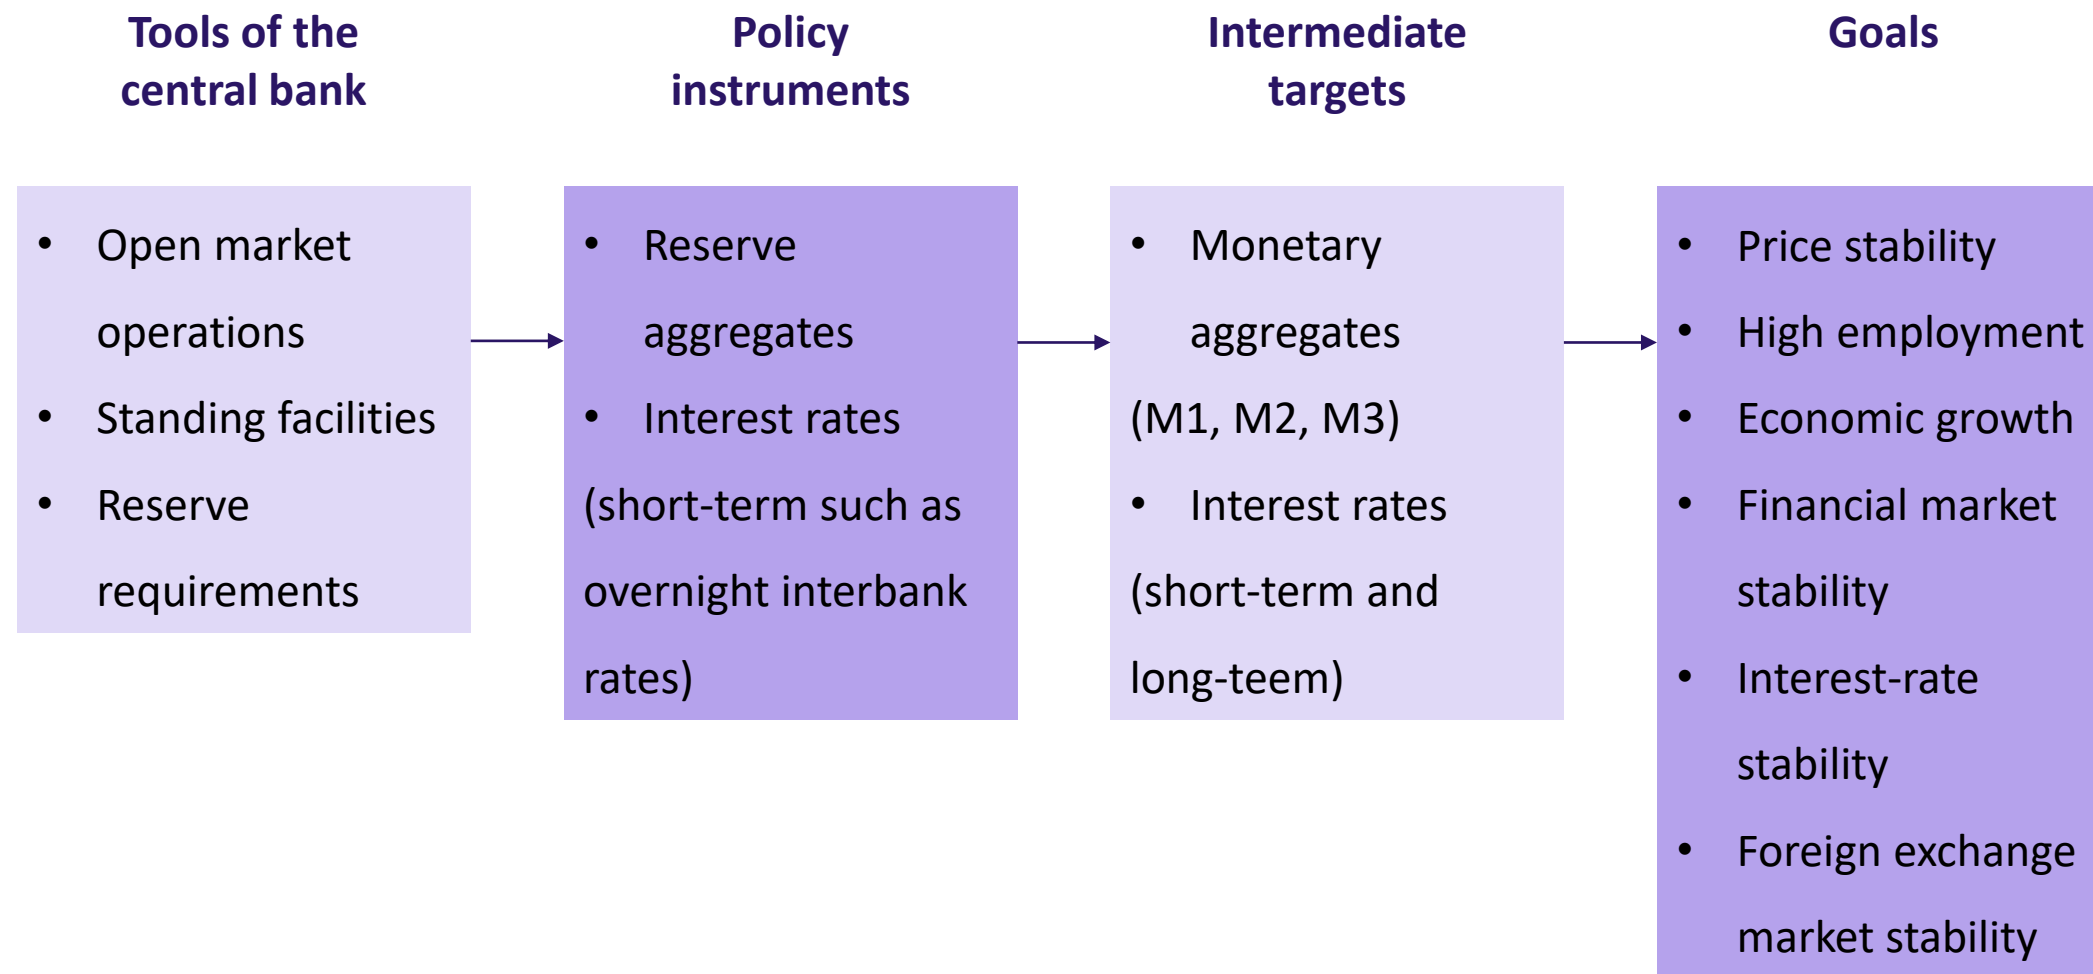 Tools of the
central bank
Policy
instruments
Intermediate
targets
Goals
• Open market
operations
• Standing facilities
• Reserve
requirements
• Reserve
aggregates
• Interest rates
(short-term such as
overnight interbank
rates)
• Monetary
aggregates
(M1, M2, M3)
• Interest rates
(short-term and
long-teem)
• Price stability
• High employment
• Economic growth
• Financial market
stability
• Interest-rate
stability
• Foreign exchange
market stability